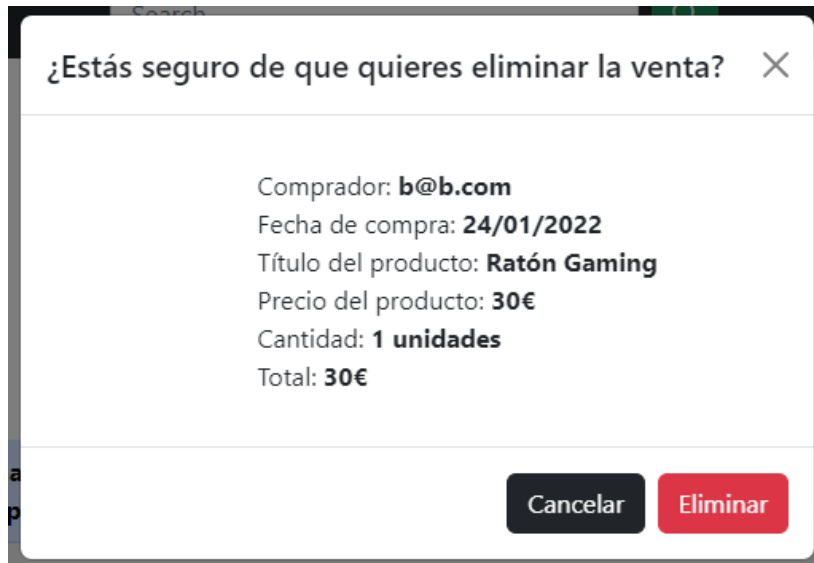 Search
¿Estás seguro de que quieres eliminar la venta?
Comprador: b@b.com
Fecha de compra: 24/01/2022
Título del producto: Ratón Gaming
Precio del producto: 30€
Cantidad: 1 unidades
Total: 30€
Cancelar
Eliminar